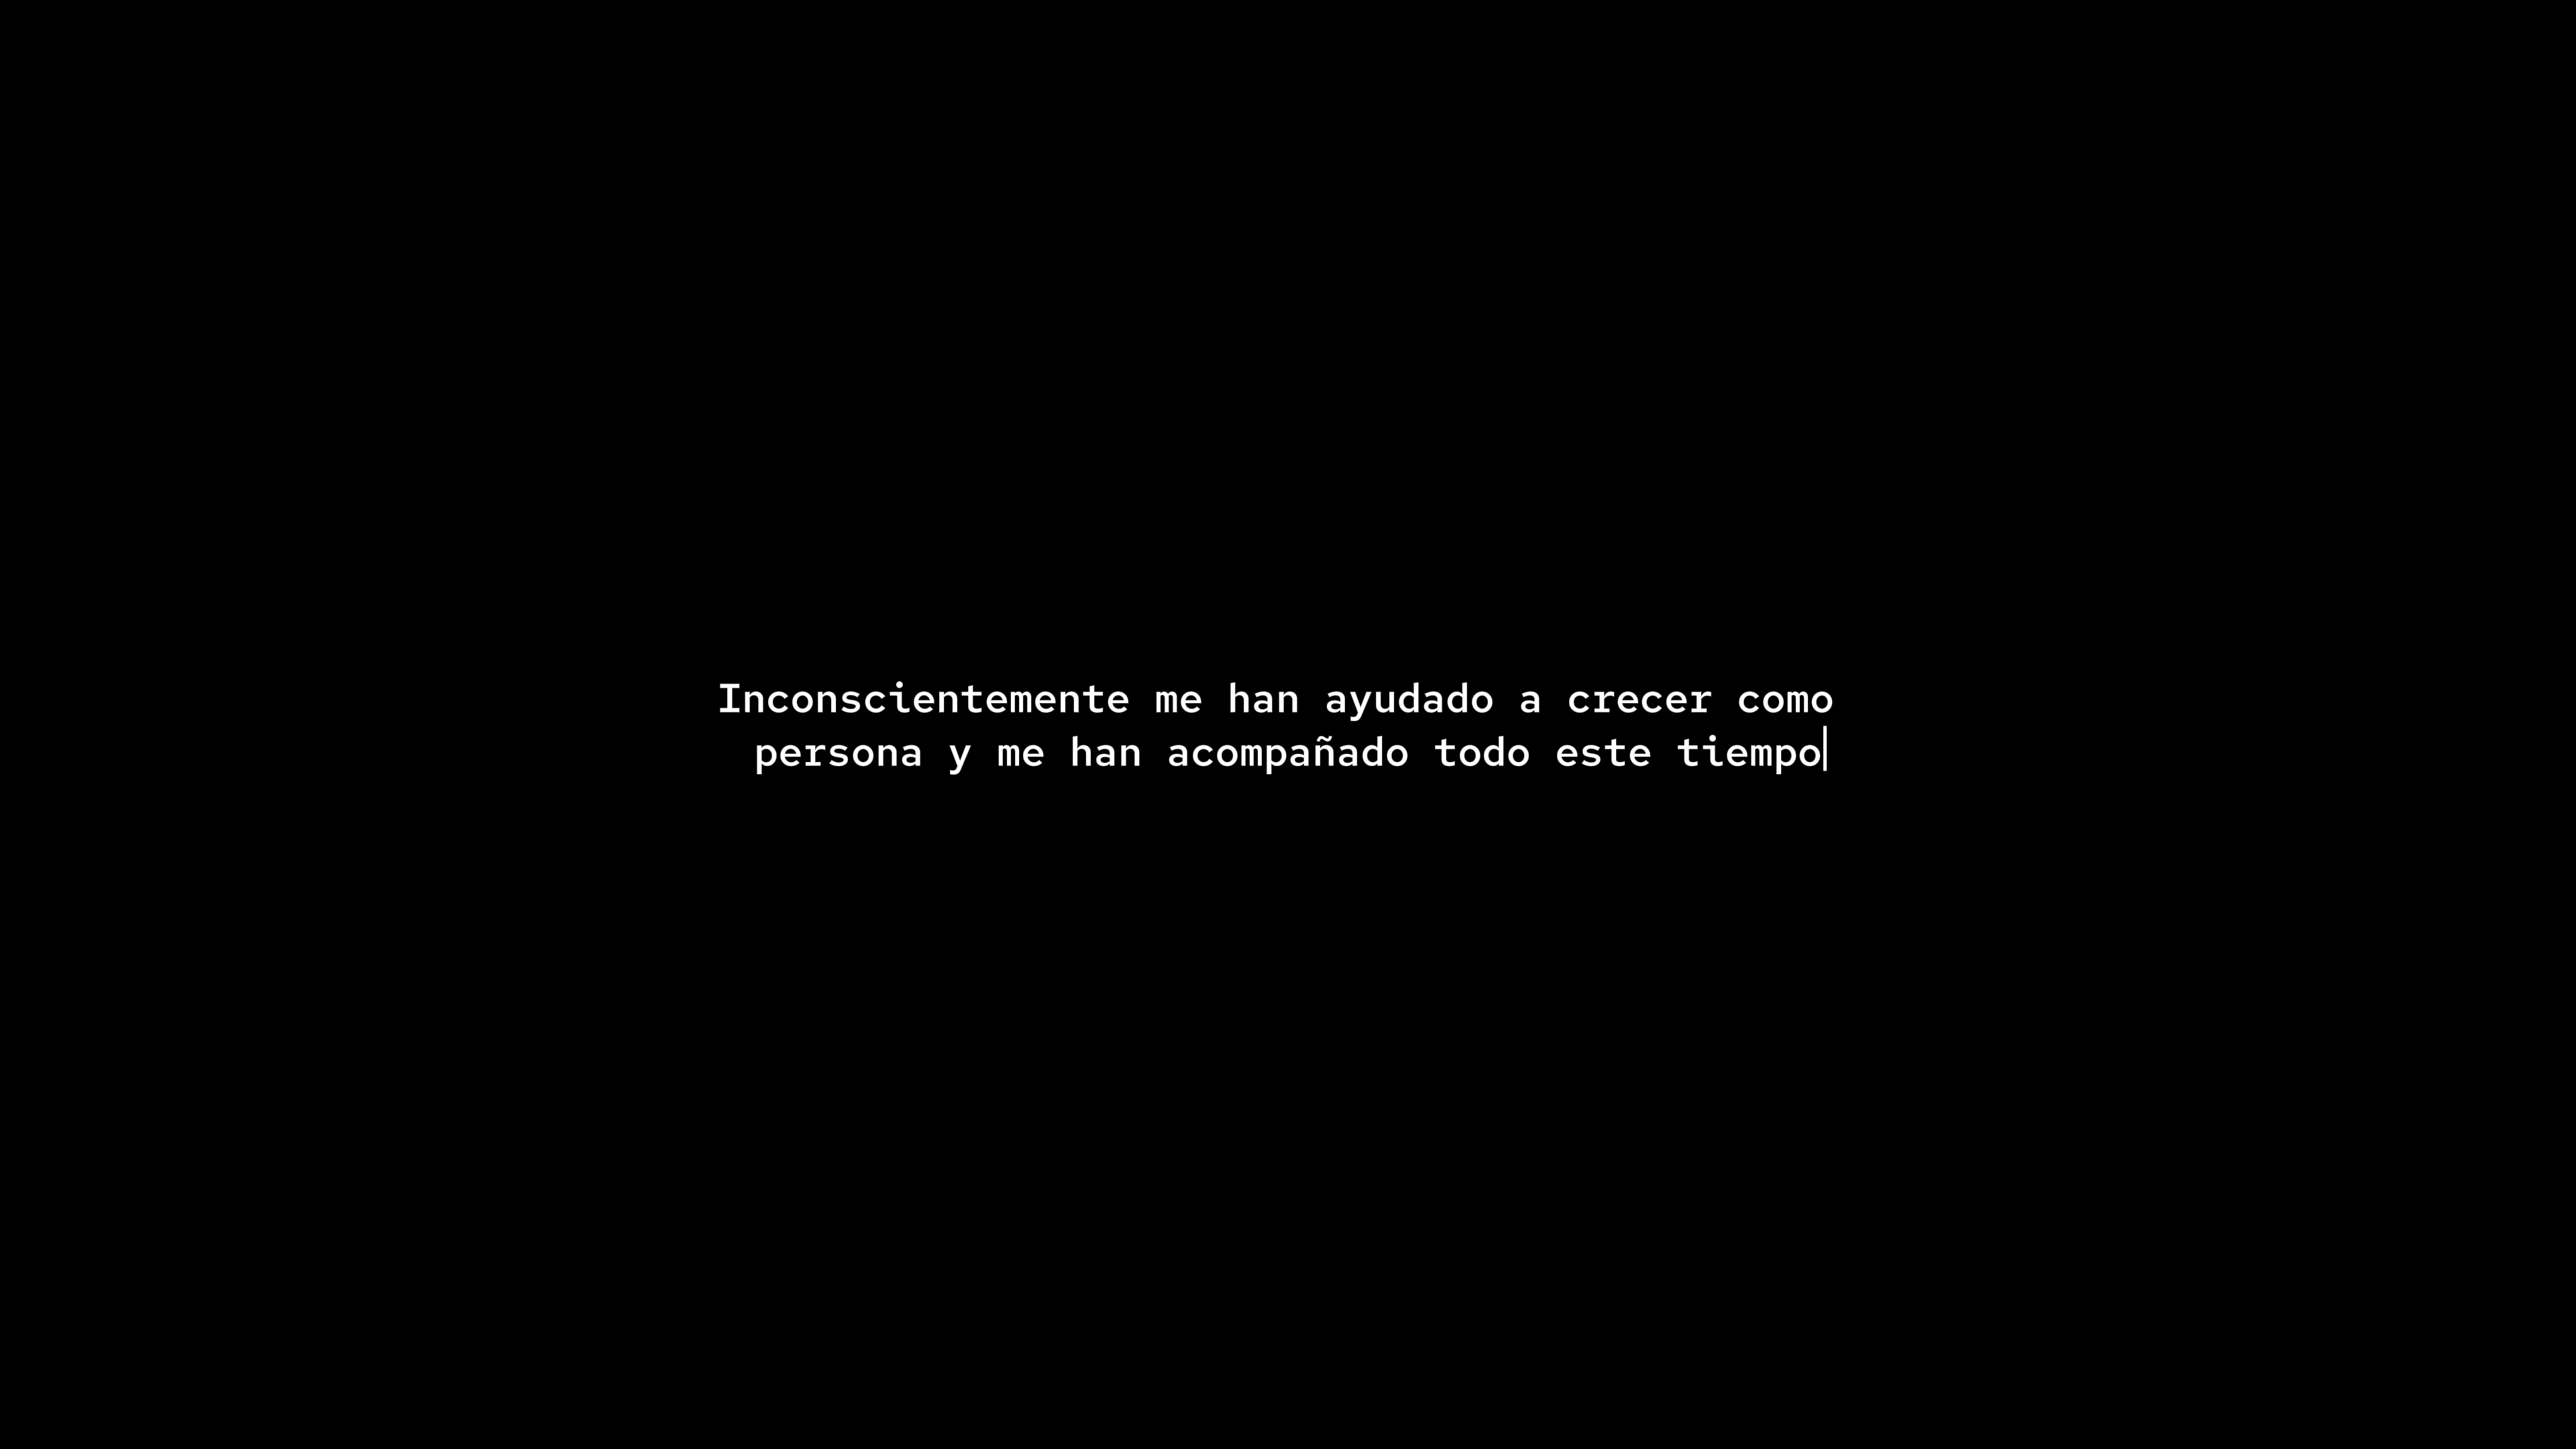 Inconscientemente me han ayudado a crecer como
persona y me han acompañado todo este tiempo